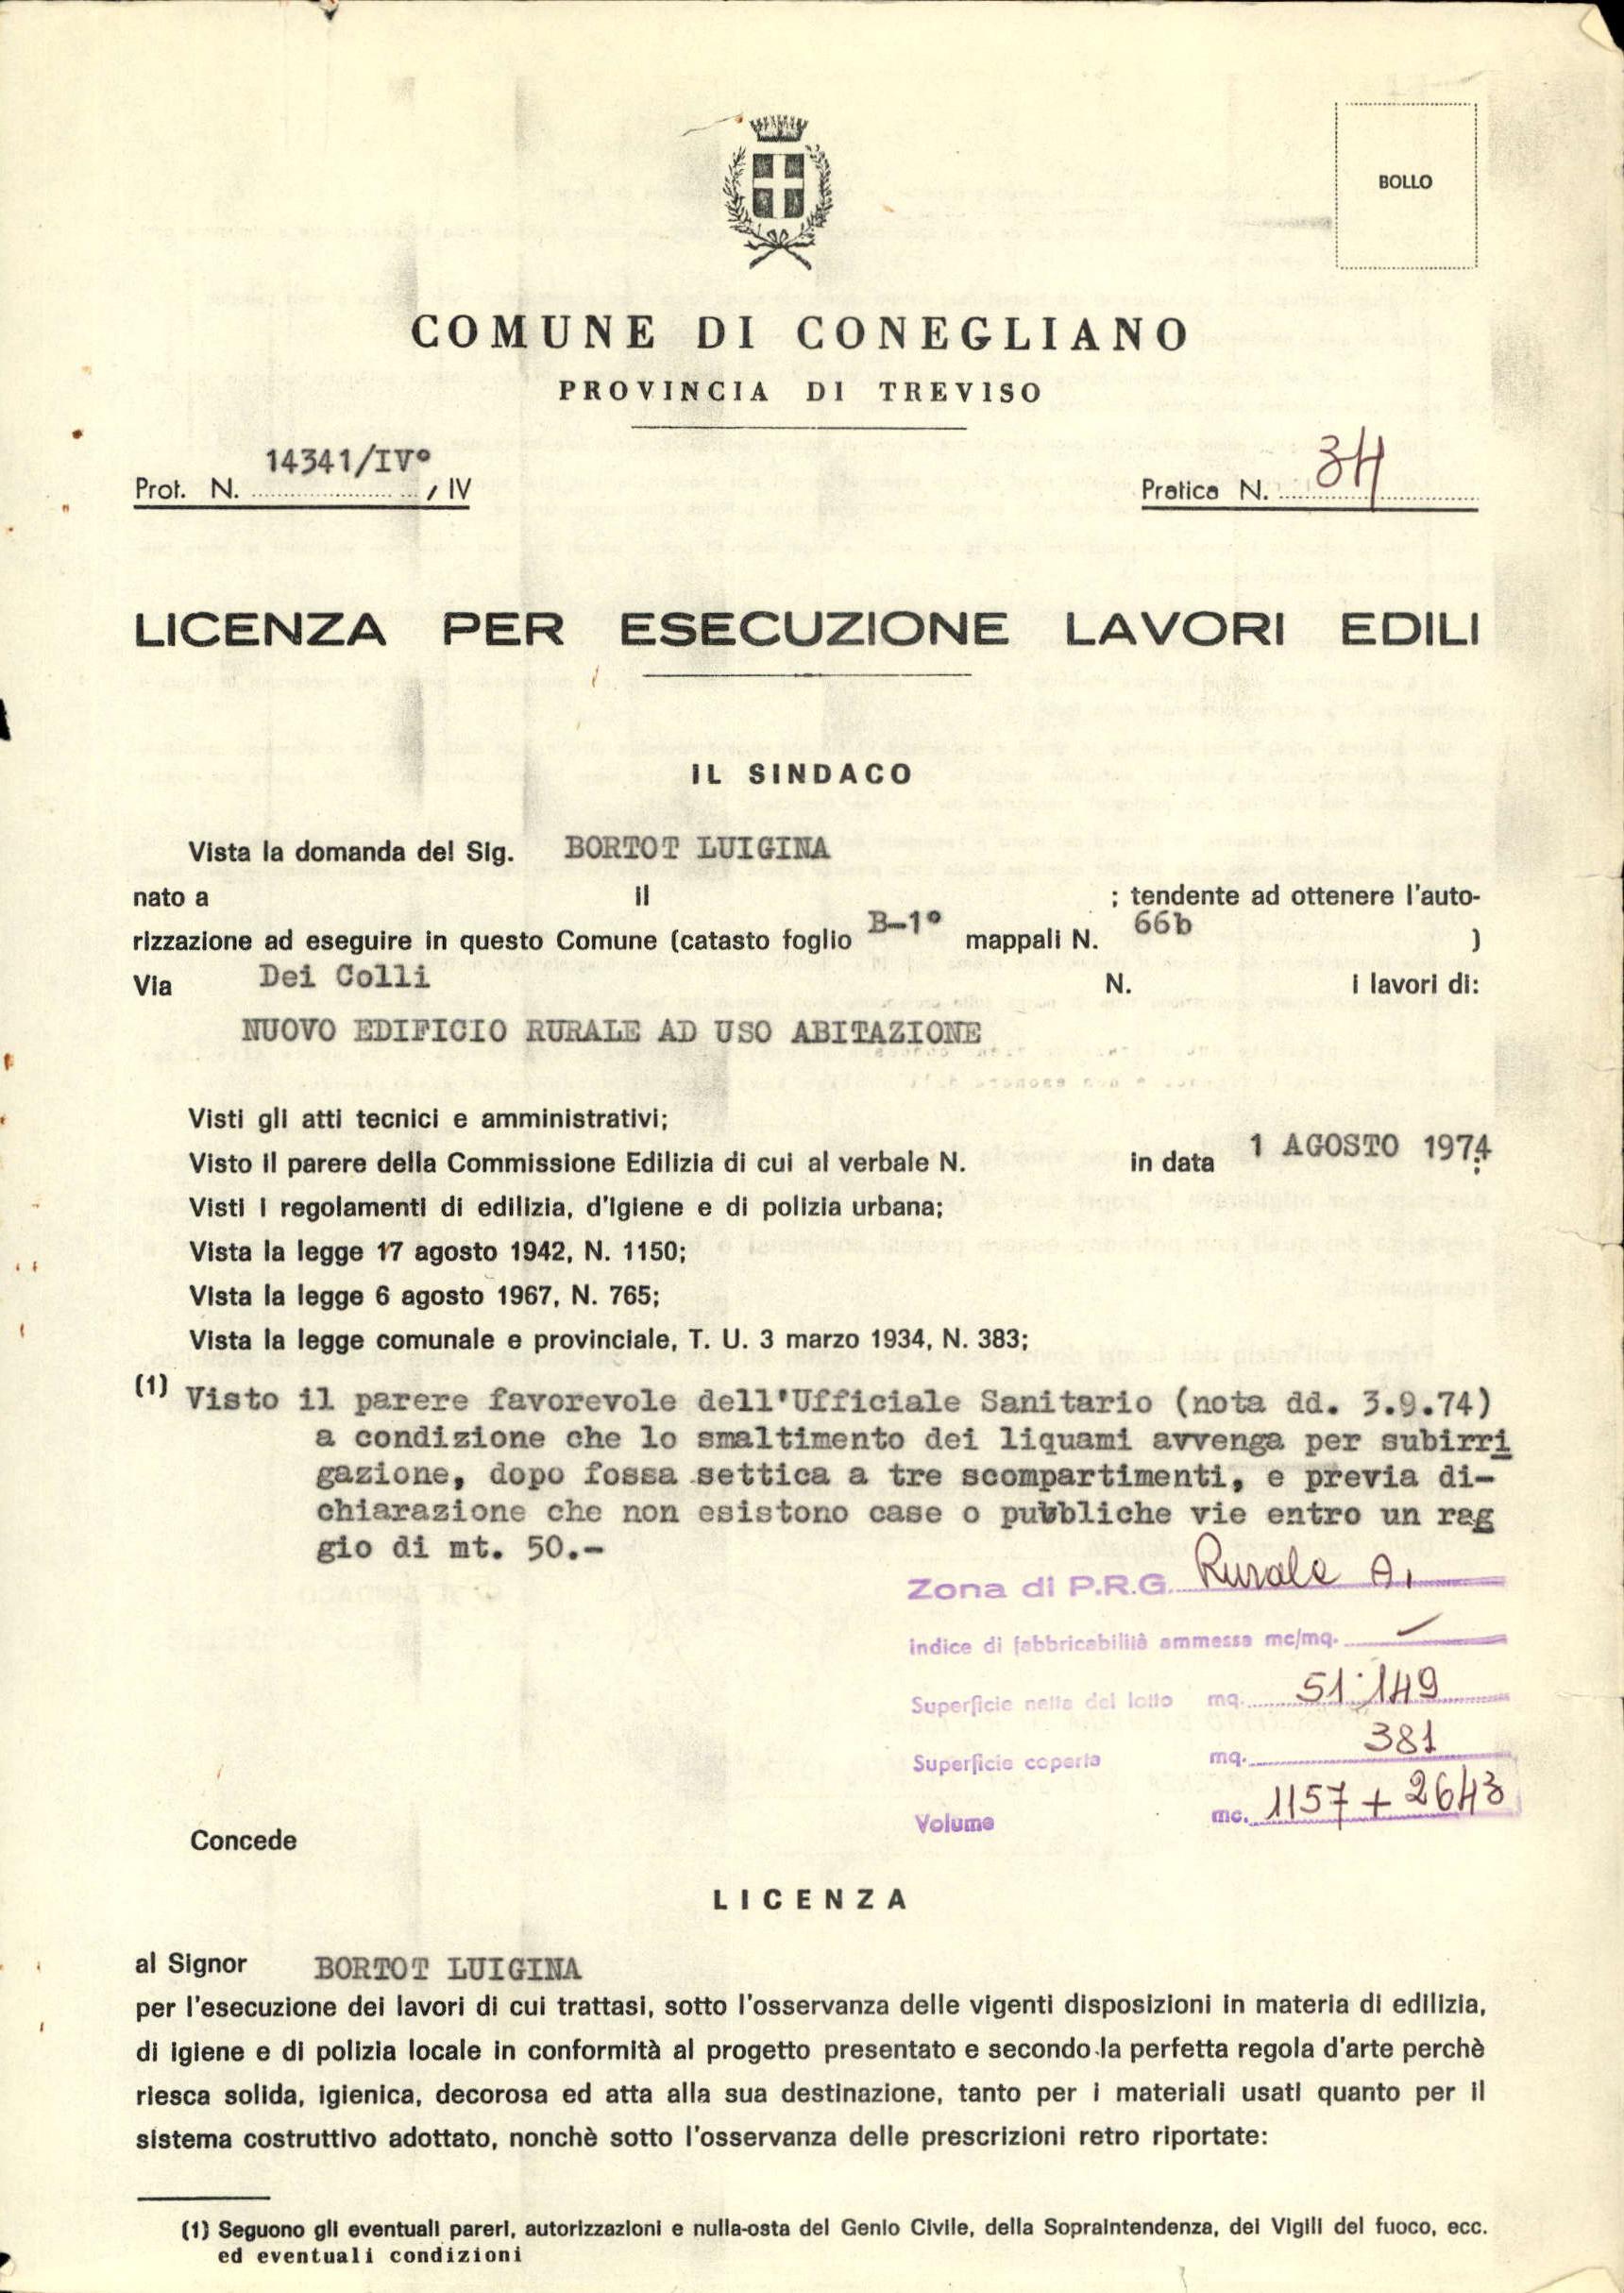 BOLLO
COMUNE DI CONEGLIANO
PROVINCIA DI TREVISO
14341/IV°
Prot. N. / IV
Pratica N. 34
LICENZA PER ESECUZIONE LAVORI EDILI
IL SINDACO
Vista la domanda del Sig. BORTOT LUIGINA
nato a il ; tendente ad ottenere l'auto-
rizzazione ad eseguire in questo Comune (catasto foglio B-1° mappali N. 66b )
Via Dei Colli N. i lavori di:
NUOVO EDIFICIO RURALE AD USO ABITAZIONE
Visti gli atti tecnici e amministrativi;
Visto il parere della Commissione Edilizia di cui al verbale N. in data 1 AGOSTO 1974;
Visti i regolamenti di edilizia, d'igiene e di polizia urbana;
Vista la legge 17 agosto 1942, N. 1150;
Vista la legge 6 agosto 1967, N. 765;
Vista la legge comunale e provinciale, T. U. 3 marzo 1934, N. 383;
(1) Visto il parere favorevole dell'Ufficiale Sanitario (nota dd. 3.9.74)
a condizione che lo smaltimento dei liquami avvenga per subirri
gazione, dopo fossa settica a tre scompartimenti, e previa di-
chiarazione che non esistono case o pubbliche vie entro un rag
gio di mt. 50.-
Zona di P.R.G. Rurale A1
Indice di fabbricabilità ammesso mc/mq. -
Superficie netta del lotto mq. 51.149
Superficie coperta mq. 381
Volume mc. 1157 + 2643
Concede
LICENZA
al Signor BORTOT LUIGINA
per l'esecuzione dei lavori di cui trattasi, sotto l'osservanza delle vigenti disposizioni in materia di edilizia,
di igiene e di polizia locale in conformità al progetto presentato e secondo la perfetta regola d'arte perchè
riesca solida, igienica, decorosa ed atta alla sua destinazione, tanto per i materiali usati quanto per il
sistema costruttivo adottato, nonchè sotto l'osservanza delle prescrizioni retro riportate:
(1) Seguono gli eventuali pareri, autorizzazioni e nulla-osta del Genio Civile, della Sopraintendenza, dei Vigili del fuoco, ecc.
ed eventuali condizioni